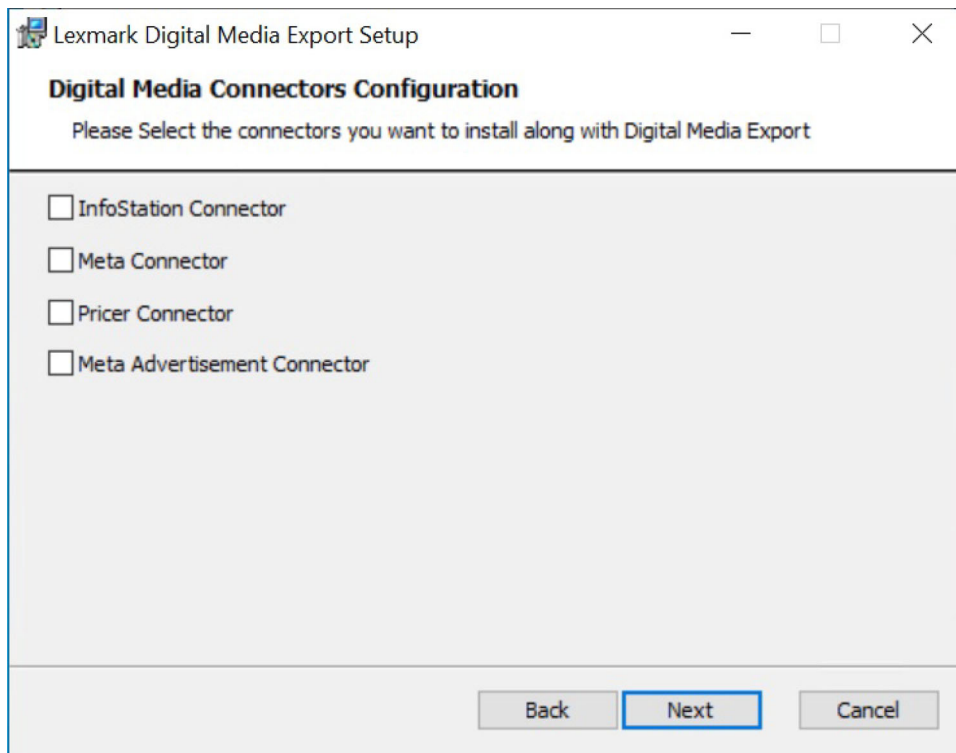 Lexmark Digital Media Export Setup
Digital Media Connectors Configuration
Please Select the connectors you want to install along with Digital Media Export
InfoStation Connector
Meta Connector
Pricer Connector
Meta Advertisement Connector
Back Next Cancel